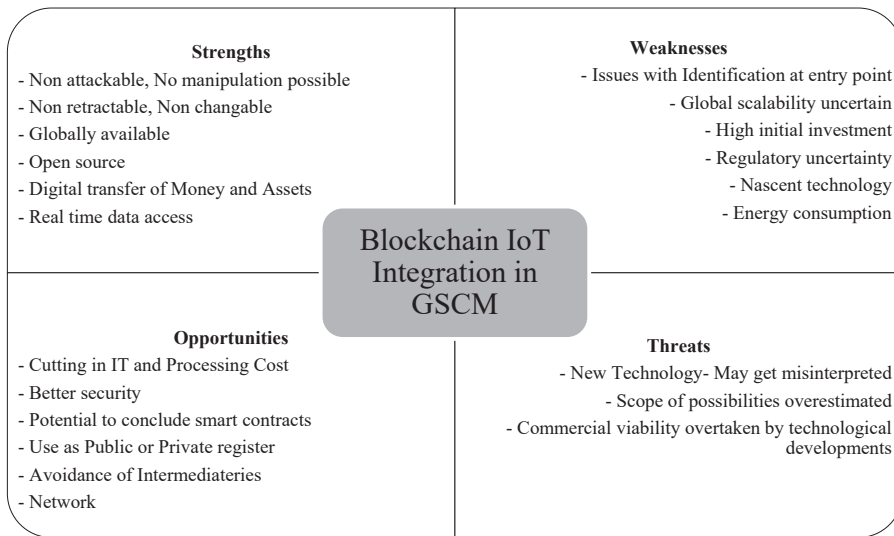 Strengths
- Non attackable, No manipulation possible
- Non retractable, Non changable
- Globally available
- Open source
- Digital transfer of Money and Assets
- Real time data access
Weaknesses
- Issues with Identification at entry point
- Global scalability uncertain
- High initial investment
- Regulatory uncertainty
- Nascent technology
- Energy consumption
Blockchain IoT
Integration in
GSCM
Opportunities
- Cutting in IT and Processing Cost
- Better security
- Potential to conclude smart contracts
- Use as Public or Private register
- Avoidance of Intermediateries
- Network
Threats
- New Technology- May get misinterpreted
- Scope of possibilities overestimated
- Commercial viability overtaken by technological
developments